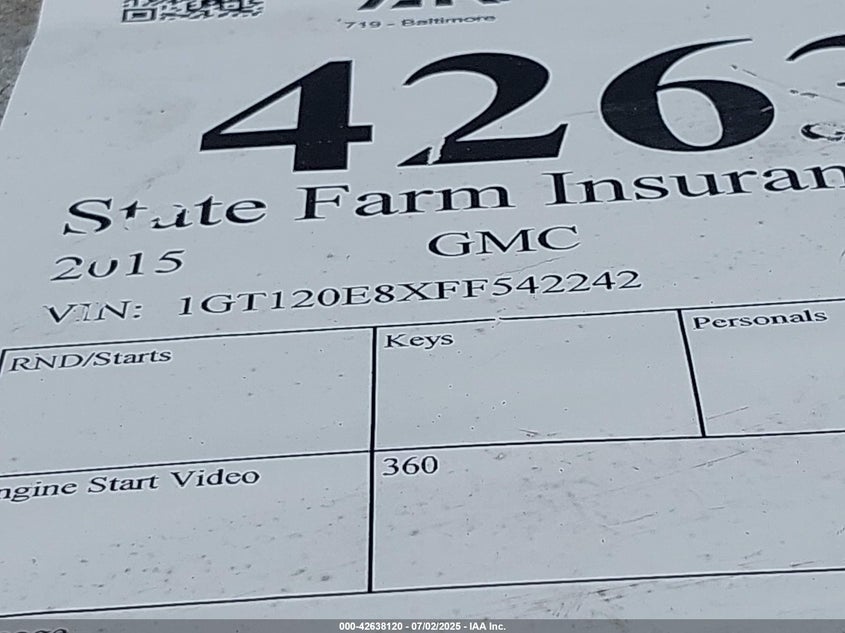 719 - Baltimore
426
State Farm Insuran
2015 GMC
VIN: 1GT120E8XFF542242
RND/Starts Keys Personals
ngine Start Video 360
000-42638120 - 07/02/2025 - IAA Inc.